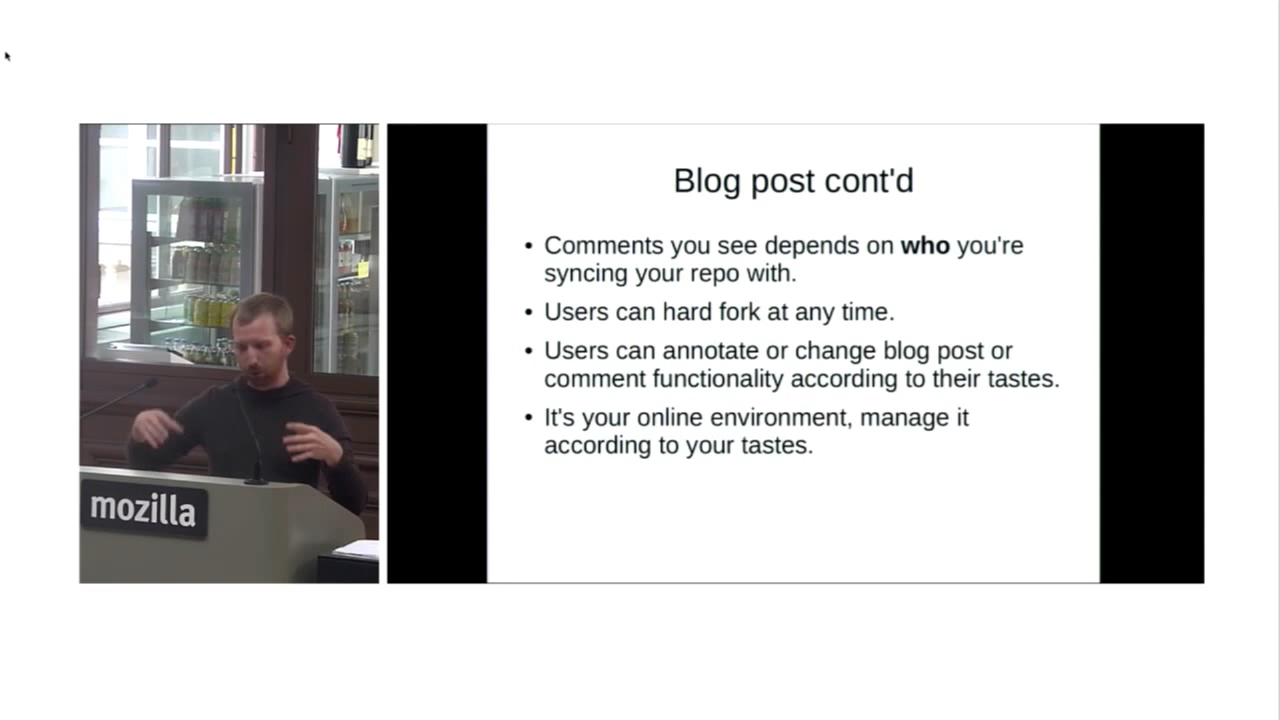 mozilla
Blog post cont'd
• Comments you see depends on who you're
syncing your repo with.
• Users can hard fork at any time.
• Users can annotate or change blog post or
comment functionality according to their tastes.
• It's your online environment, manage it
according to your tastes.